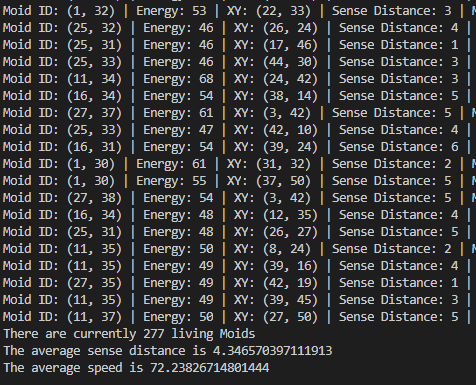 Moid ID: (1, 32) | Energy: 53 | XY: (22, 33) | Sense Distance: 3 |
Moid ID: (25, 32) | Energy: 46 | XY: (26, 24) | Sense Distance: 4 |
Moid ID: (25, 31) | Energy: 46 | XY: (17, 46) | Sense Distance: 1 |
Moid ID: (25, 33) | Energy: 46 | XY: (44, 30) | Sense Distance: 3 |
Moid ID: (11, 34) | Energy: 68 | XY: (24, 42) | Sense Distance: 3 |
Moid ID: (16, 34) | Energy: 54 | XY: (38, 14) | Sense Distance: 5 |
Moid ID: (27, 37) | Energy: 61 | XY: (3, 42) | Sense Distance: 5 | M
Moid ID: (25, 33) | Energy: 47 | XY: (42, 10) | Sense Distance: 4 |
Moid ID: (16, 31) | Energy: 54 | XY: (39, 24) | Sense Distance: 6 |
Moid ID: (1, 30) | Energy: 61 | XY: (31, 32) | Sense Distance: 2 | M
Moid ID: (1, 30) | Energy: 55 | XY: (37, 50) | Sense Distance: 5 | M
Moid ID: (27, 38) | Energy: 54 | XY: (3, 42) | Sense Distance: 5 | M
Moid ID: (16, 34) | Energy: 48 | XY: (12, 35) | Sense Distance: 4 |
Moid ID: (25, 31) | Energy: 48 | XY: (26, 27) | Sense Distance: 5 |
Moid ID: (11, 35) | Energy: 50 | XY: (8, 24) | Sense Distance: 2 | M
Moid ID: (11, 35) | Energy: 49 | XY: (39, 16) | Sense Distance: 4 |
Moid ID: (27, 35) | Energy: 49 | XY: (42, 19) | Sense Distance: 1 |
Moid ID: (11, 35) | Energy: 49 | XY: (39, 45) | Sense Distance: 3 |
Moid ID: (11, 37) | Energy: 50 | XY: (27, 50) | Sense Distance: 5 |
There are currently 277 living Moids
The average sense distance is 4.346570397111913
The average speed is 72.23826714801444